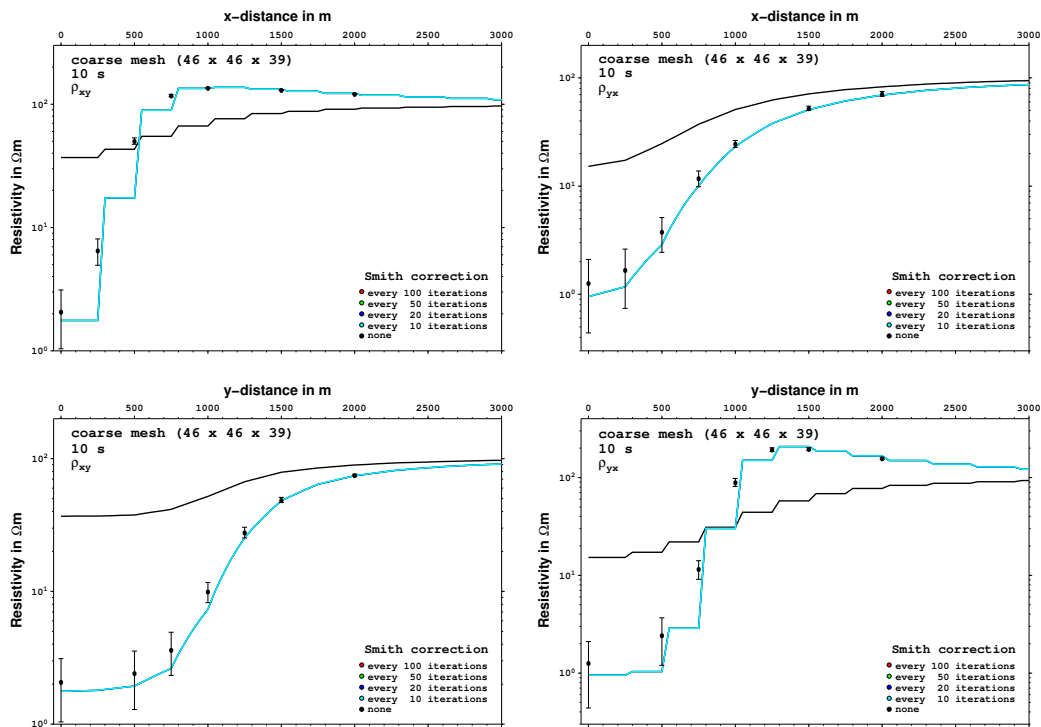 x-distance in m
0 500 1000 1500 2000 2500 3000
coarse mesh (46 x 46 x 39)
10 s
ρxy
Resistivity in Ωm
10²
10¹
10⁰
Smith correction
every 100 iterations
every 50 iterations
every 20 iterations
every 10 iterations
none
x-distance in m
0 500 1000 1500 2000 2500 3000
coarse mesh (46 x 46 x 39)
10 s
ρyx
Resistivity in Ωm
10²
10¹
10⁰
Smith correction
every 100 iterations
every 50 iterations
every 20 iterations
every 10 iterations
none
y-distance in m
0 500 1000 1500 2000 2500 3000
coarse mesh (46 x 46 x 39)
10 s
ρxy
Resistivity in Ωm
10²
10¹
10⁰
Smith correction
every 100 iterations
every 50 iterations
every 20 iterations
every 10 iterations
none
y-distance in m
0 500 1000 1500 2000 2500 3000
coarse mesh (46 x 46 x 39)
10 s
ρyx
Resistivity in Ωm
10²
10¹
10⁰
Smith correction
every 100 iterations
every 50 iterations
every 20 iterations
every 10 iterations
none